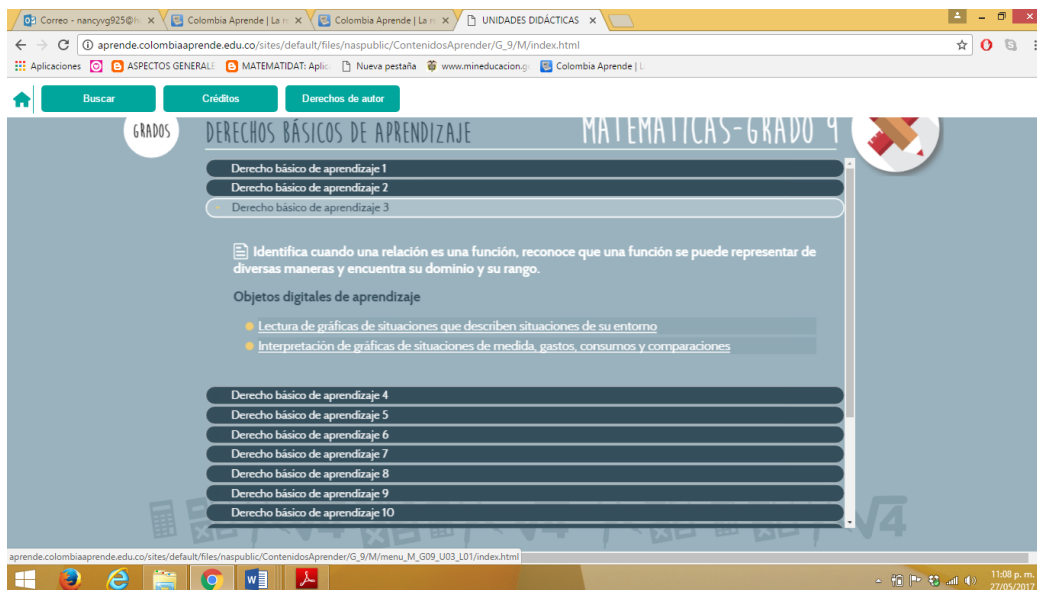 Correo - nancyvg925@h
Colombia Aprende | La r
Colombia Aprende | La r
UNIDADES DIDÁCTICAS
aprende.colombiaaprende.edu.co/sites/default/files/naspublic/ContenidosAprender/G_9/M/index.html
Aplicaciones
ASPECTOS GENERALE
MATEMATIDAT: Aplic
Nueva pestaña
www.mineducacion.g
Colombia Aprende | L
Buscar
Créditos
Derechos de autor
GRADOS
DERECHOS BÁSICOS DE APRENDIZAJE
MATEMÁTICAS-GRADO 9
Derecho básico de aprendizaje 1
Derecho básico de aprendizaje 2
Derecho básico de aprendizaje 3
Identifica cuando una relación es una función, reconoce que una función se puede representar de
diversas maneras y encuentra su dominio y su rango.
Objetos digitales de aprendizaje
Lectura de gráficas de situaciones que describen situaciones de su entorno
Interpretación de gráficas de situaciones de medida, gastos, consumos y comparaciones
Derecho básico de aprendizaje 4
Derecho básico de aprendizaje 5
Derecho básico de aprendizaje 6
Derecho básico de aprendizaje 7
Derecho básico de aprendizaje 8
Derecho básico de aprendizaje 9
Derecho básico de aprendizaje 10
√4
√4
aprende.colombiaaprende.edu.co/sites/default/files/naspublic/ContenidosAprender/G_9/M/menu_M_G09_U03_L01/index.html
11:08 p. m.
27/05/2017